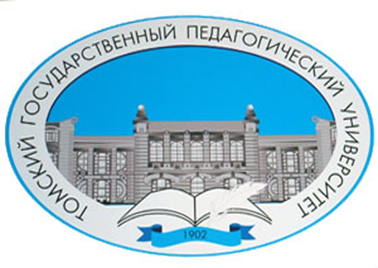 ТОМСКИЙ ГОСУДАРСТВЕННЫЙ ПЕДАГОГИЧЕСКИЙ УНИВЕРСИТЕТ
1902